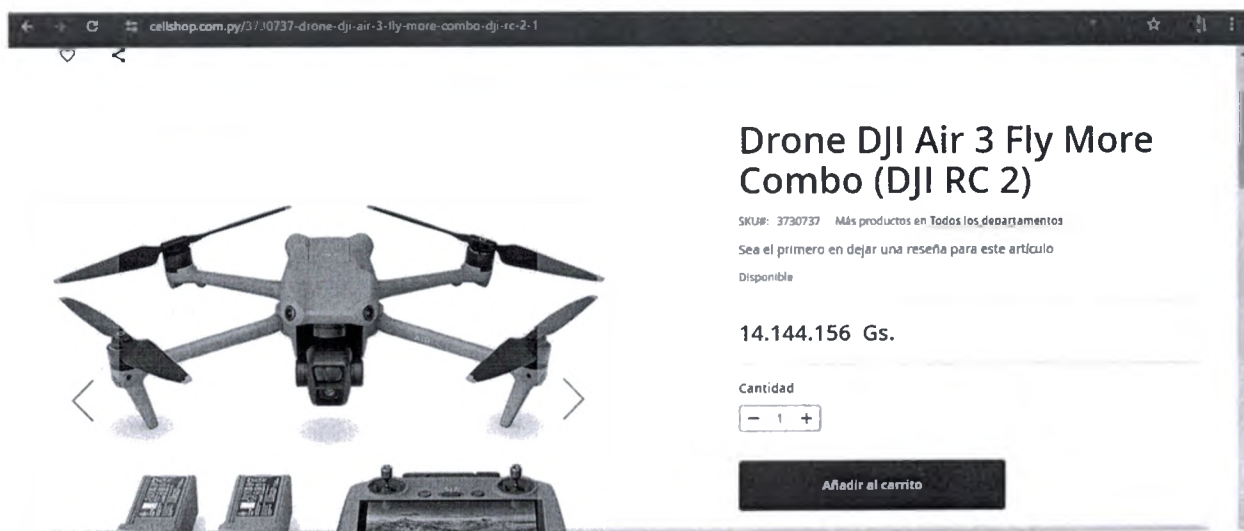 cellshop.com.py/3730737-drone-dji-air-3-fly-more-combo-dji-rc-2-1
Drone DJI Air 3 Fly More
Combo (DJI RC 2)
SKU#: 3730737 Más productos en Todos los departamentos
Sea el primero en dejar una reseña para este artículo
Disponible
14.144.156 Gs.
Cantidad
- 1 +
Añadir al carrito